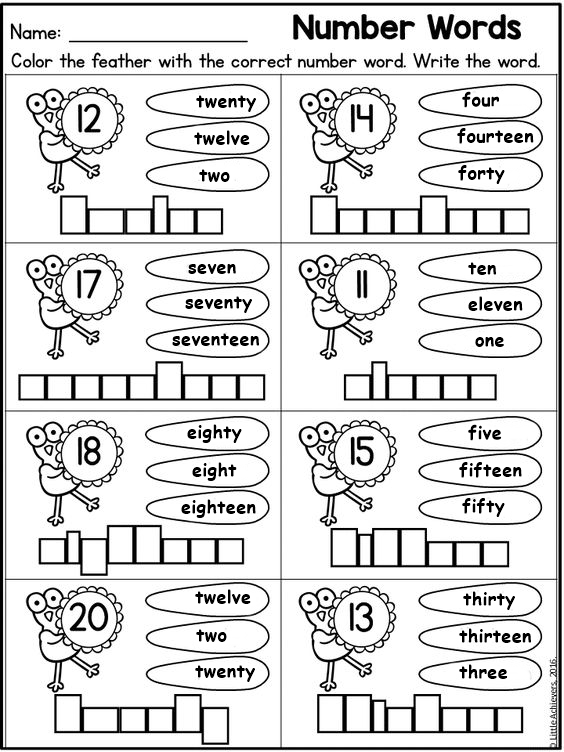 Name: Number Words
Color the feather with the correct number word. Write the word.
12
twenty
twelve
two
14
four
fourteen
forty
17
seven
seventy
seventeen
11
ten
eleven
one
18
eighty
eight
eighteen
15
five
fifteen
fifty
20
twelve
two
twenty
13
thirty
thirteen
three
© Little Achievers, 2016.